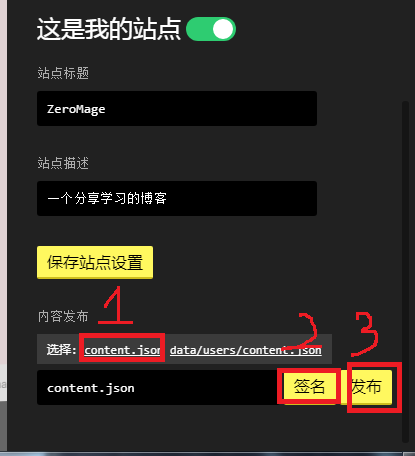 这是我的站点
站点标题
ZeroMage
站点描述
一个分享学习的博客
保存站点设置
1
内容发布
2
3
选择: content.json data/users/content.json
content.json 签名 发布